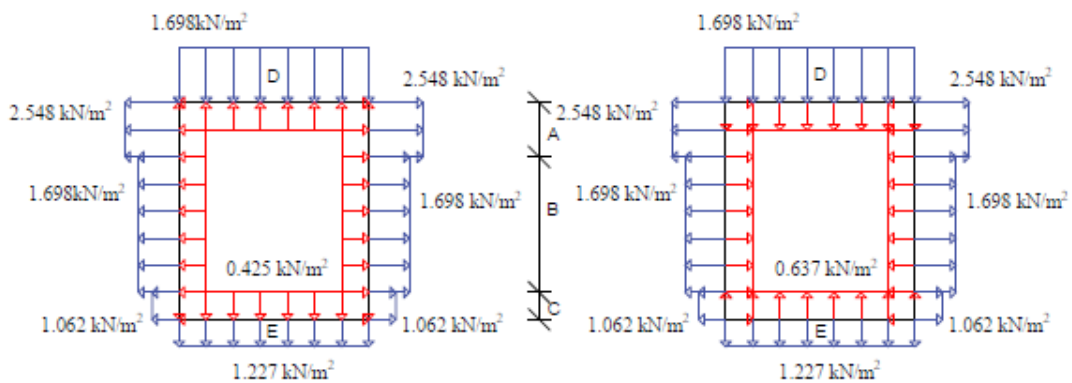 1.698kN/m²
D
2.548 kN/m²
2.548 kN/m²
1.698kN/m²
1.698 kN/m²
0.425 kN/m²
1.062 kN/m²
1.062 kN/m²
E
1.227 kN/m²
A
B
C
1.698 kN/m²
D
2.548 kN/m²
2.548 kN/m²
1.698 kN/m²
1.698 kN/m²
0.637 kN/m²
1.062 kN/m²
1.062 kN/m²
E
1.227 kN/m²